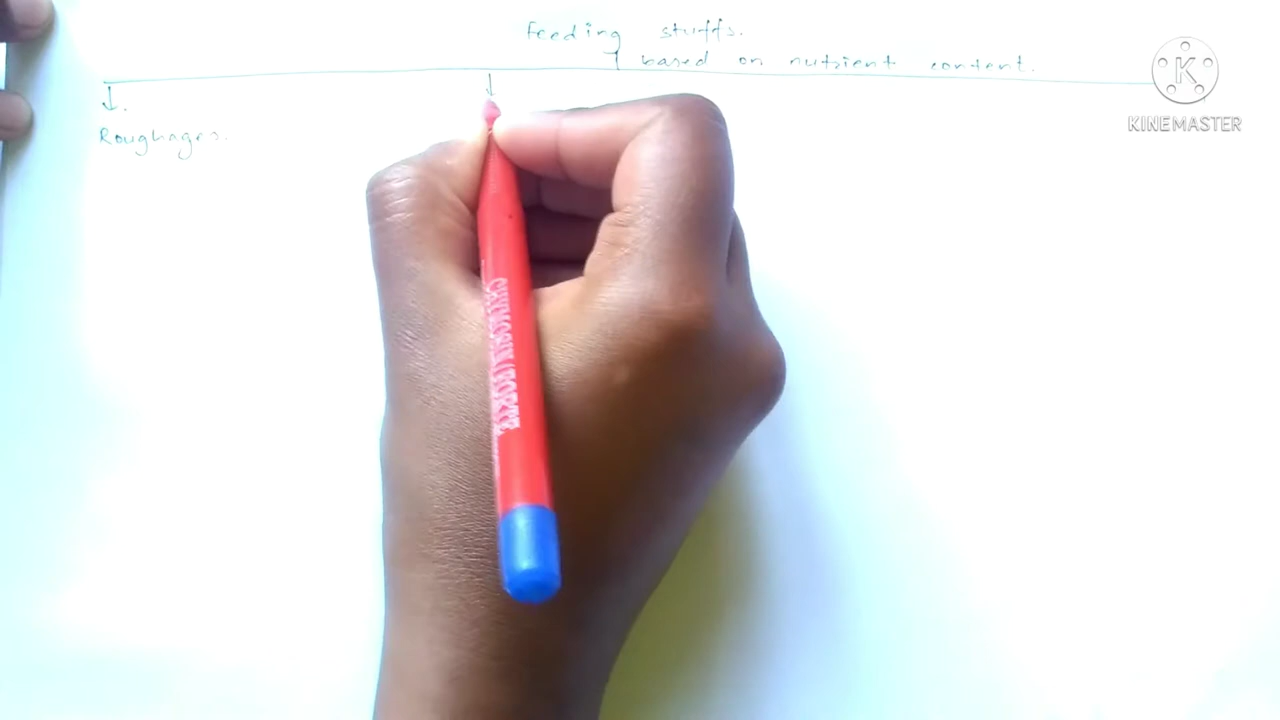 Feeding stuffs.
based on nutrient content.
Roughages.
K
KINEMASTER